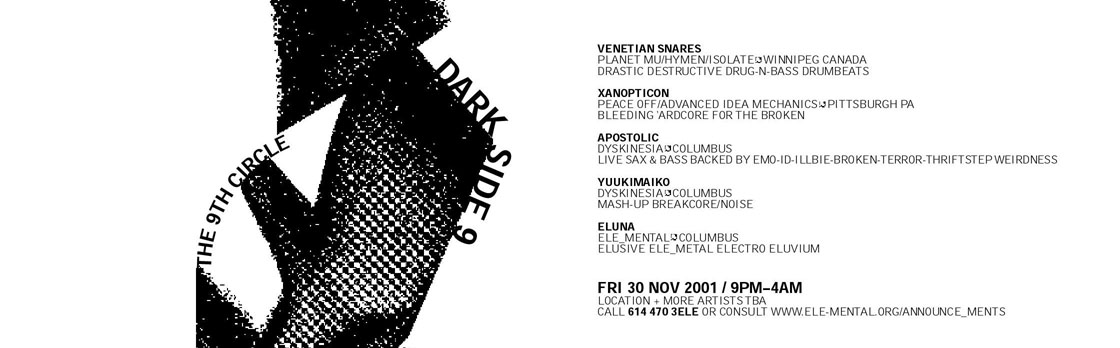 THE 9TH CIRCLE
DARK SIDE 9
VENETIAN SNARES
PLANET MU/HYMEN/ISOLATE WINNIPEG CANADA
DRASTIC DESTRUCTIVE DRUG-N-BASS DRUMBEATS
XANOPTICON
PEACE OFF/ADVANCED IDEA MECHANICS PITTSBURGH PA
BLEEDING 'ARDCORE FOR THE BROKEN
APOSTOLIC
DYSKINESIA COLUMBUS
LIVE SAX & BASS BACKED BY EMO-ID-ILLBIE-BROKEN-TERROR-THRIFTSTEP WEIRDNESS
YUUKIMAIKO
DYSKINESIA COLUMBUS
MASH-UP BREAKCORE/NOISE
ELUNA
ELE_MENTAL COLUMBUS
ELUSIVE ELE_METAL ELECTRO ELUVIUM
FRI 30 NOV 2001 / 9PM–4AM
LOCATION + MORE ARTISTS TBA
CALL 614 470 3ELE OR CONSULT WWW.ELE-MENTAL.ORG/ANNOUNCE_MENTS